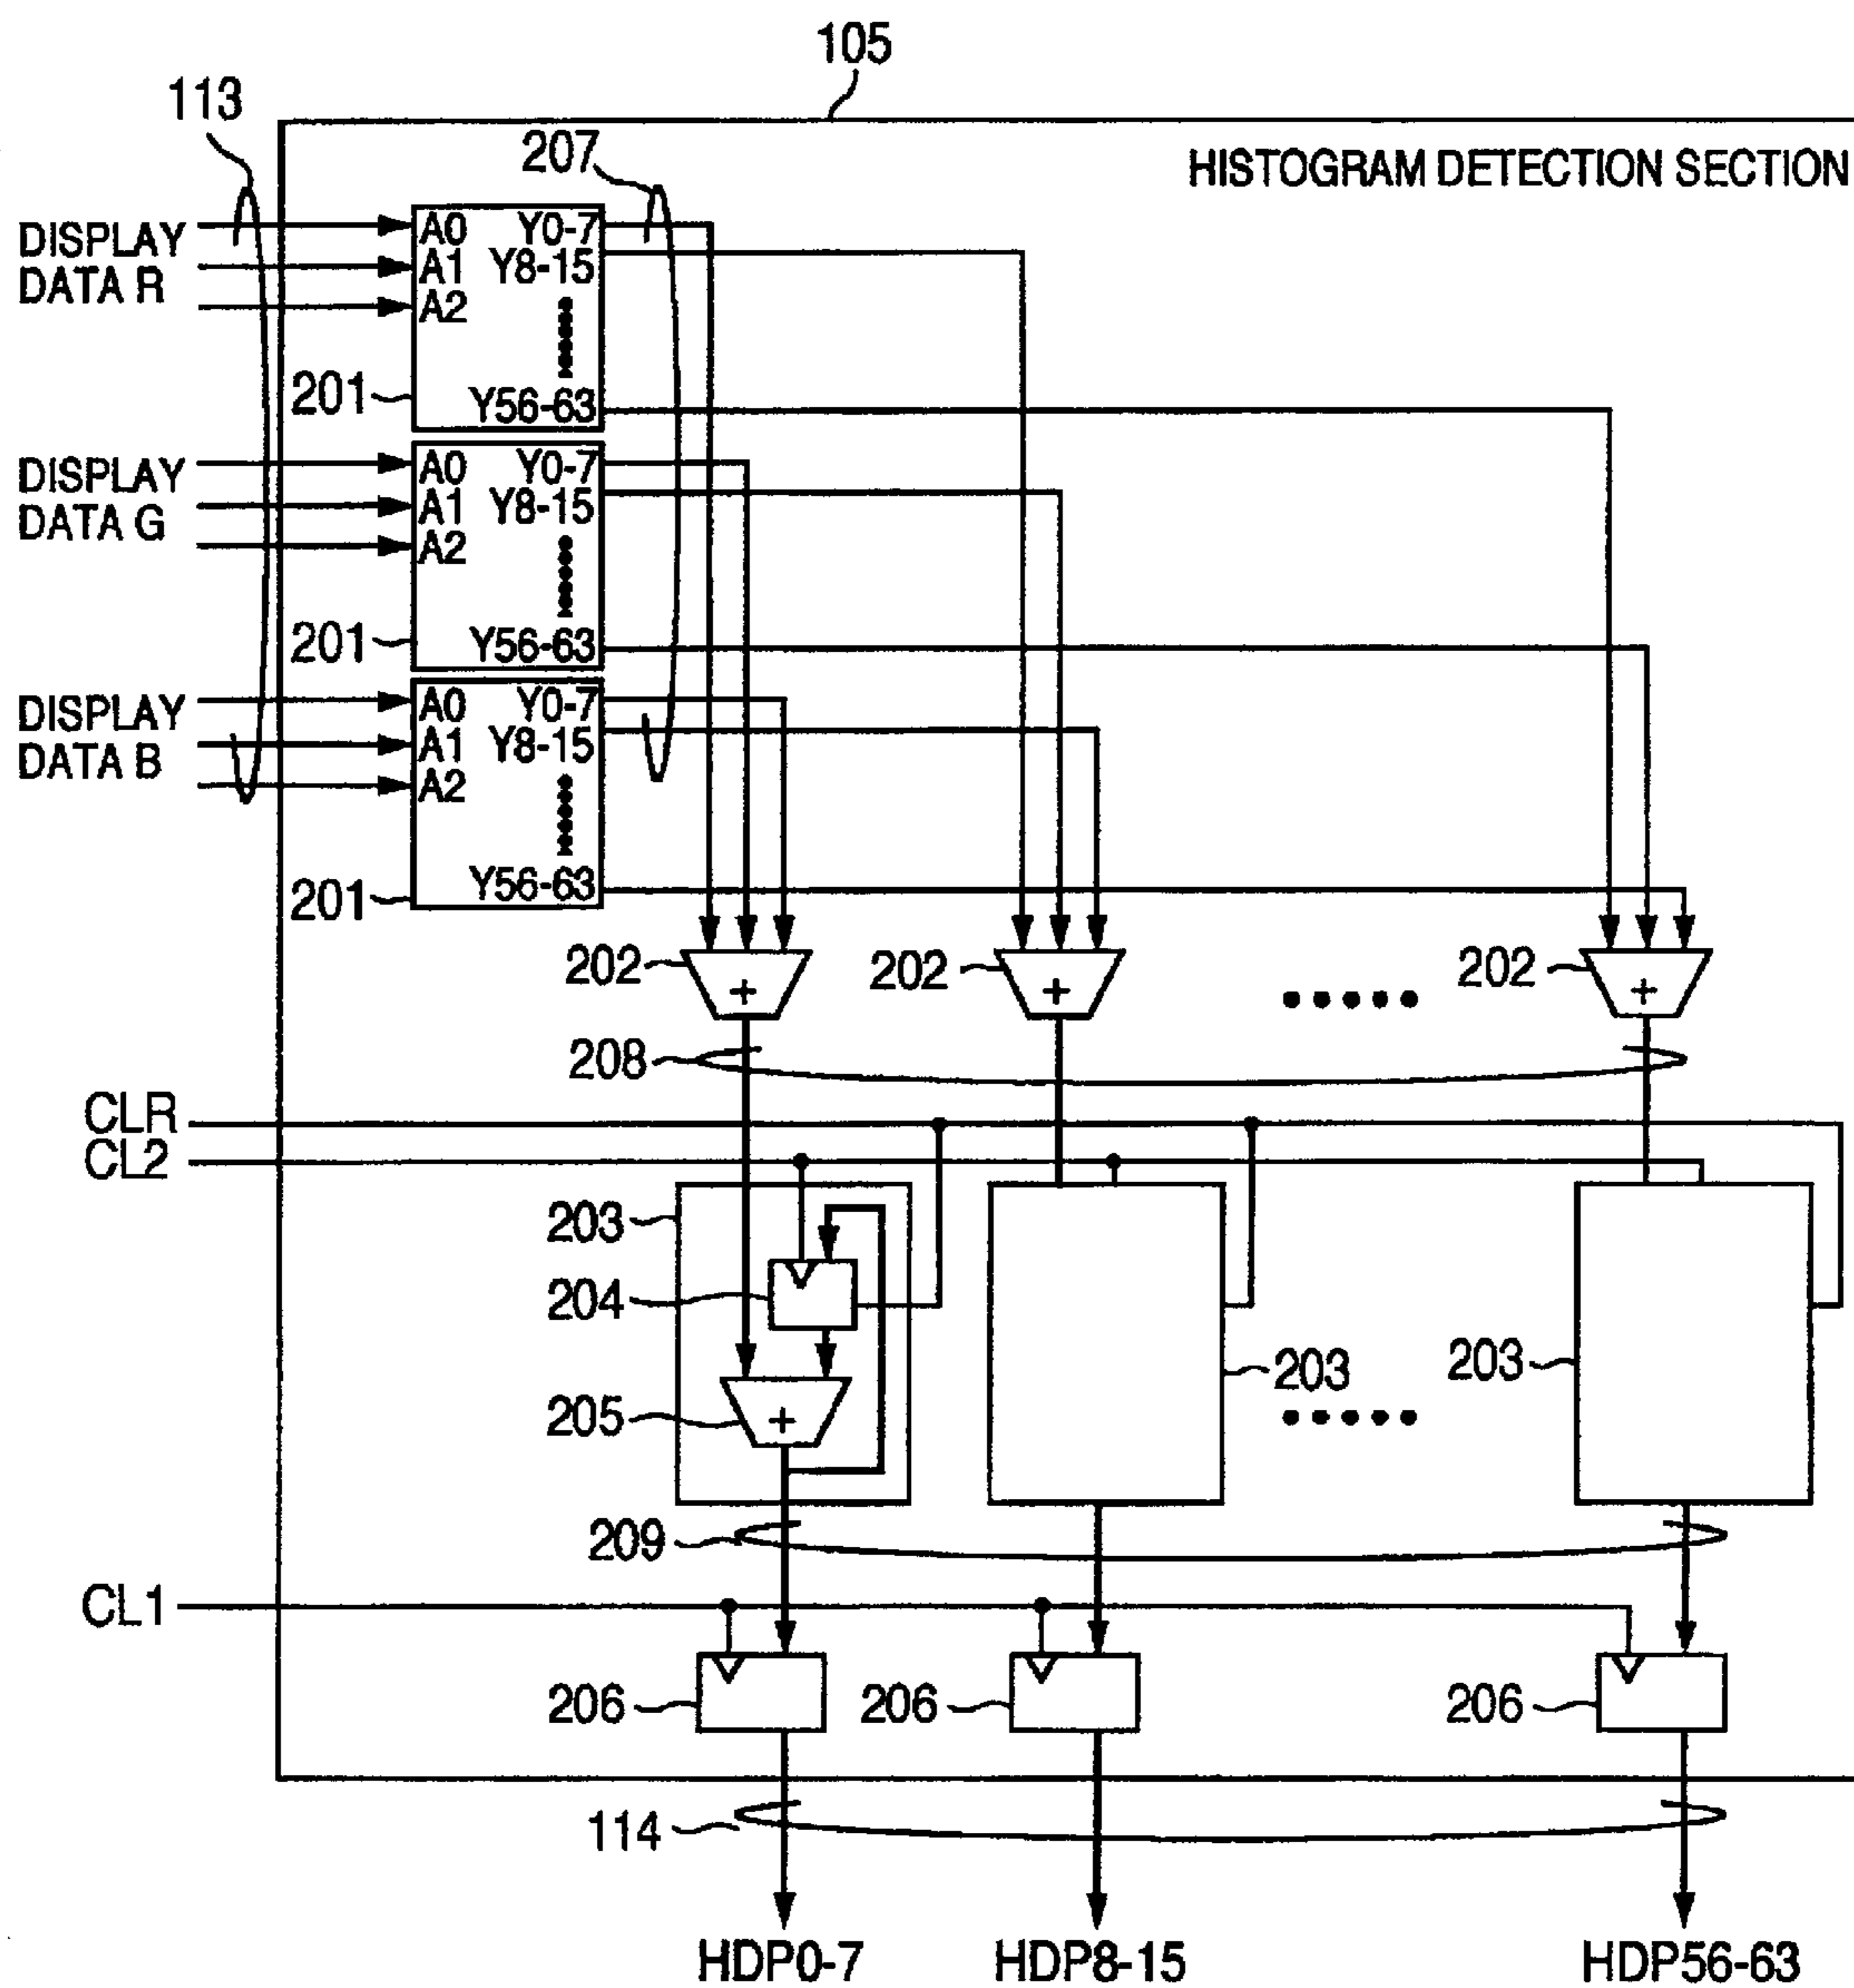 105
113
207
HISTOGRAM DETECTION SECTION
DISPLAY
DATA R
A0 Y0-7
A1 Y8-15
A2
201 Y56-63
DISPLAY
DATA G
A0 Y0-7
A1 Y8-15
A2
201 Y56-63
DISPLAY
DATA B
A0 Y0-7
A1 Y8-15
A2
201 Y56-63
202 + 202 + 202 +
208
CLR
CL2
203
204
203 203
205 +
209
CL1
206 206 206
114
HDP0-7 HDP8-15 HDP56-63